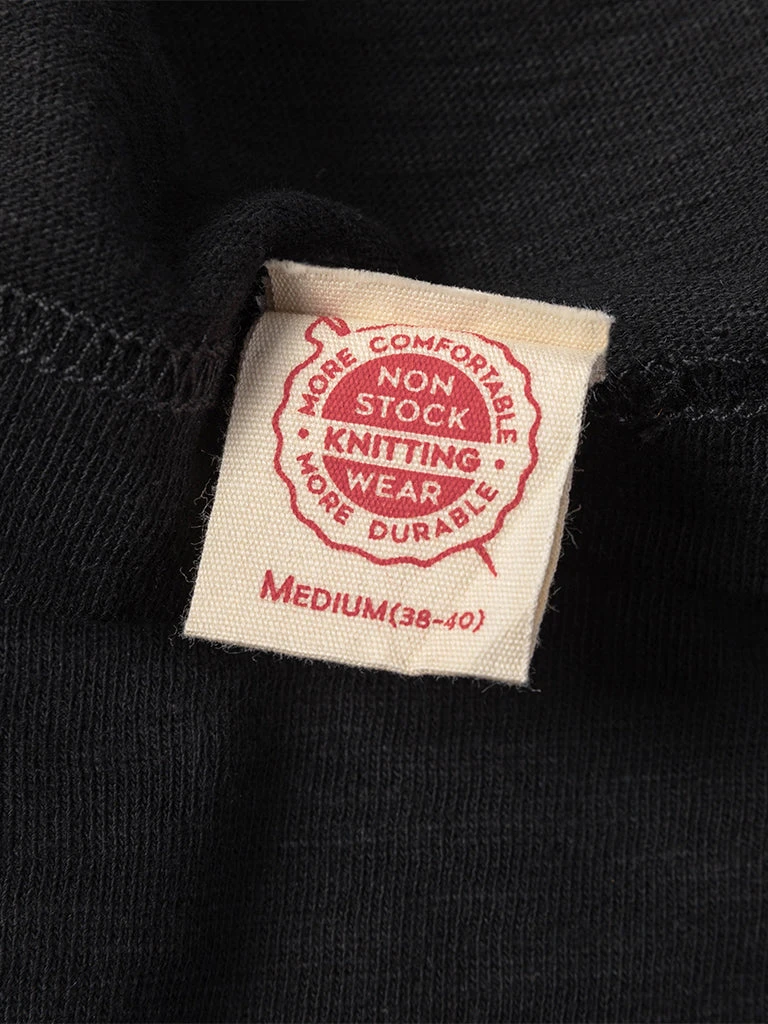 MORE COMFORTABLE
NON
STOCK
• KNITTING •
WEAR
MORE DURABLE
MEDIUM(38-40)